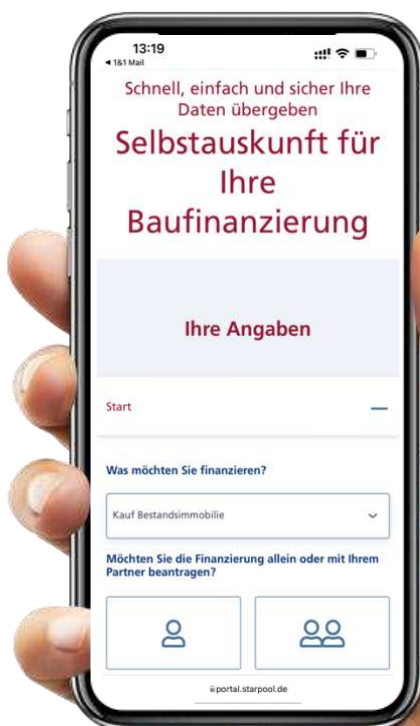 13:19
◀ 1&1 Mail
Schnell, einfach und sicher Ihre
Daten übergeben
Selbstauskunft für
Ihre
Baufinanzierung
Ihre Angaben
Start
Was möchten Sie finanzieren?
Kauf Bestandsimmobilie
Möchten Sie die Finanzierung allein oder mit Ihrem
Partner beantragen?
portal.starpool.de